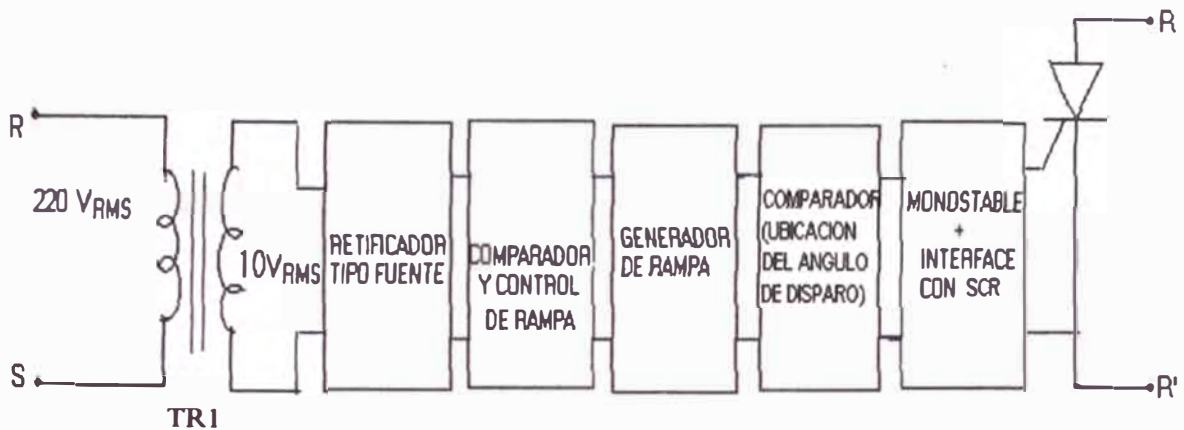 R
220 VRMS
S
TR1
10VRMS
RETIFICADOR
TIPO FUENTE
COMPARADOR
Y CONTROL
DE RAMPA
GENERADOR
DE RAMPA
COMPARADOR
(UBICACION
DEL ANGULO
DE DISPARO)
MONOSTABLE
+
INTERFACE
CON SCR
R
R'